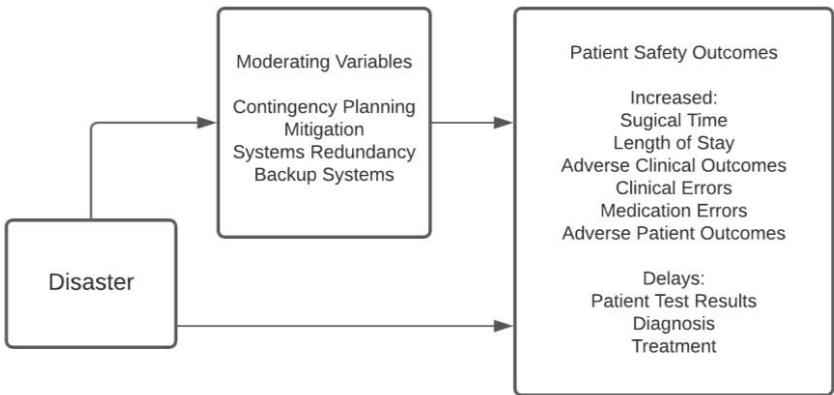 Disaster
Moderating Variables
Contingency Planning
Mitigation
Systems Redundancy
Backup Systems
Patient Safety Outcomes
Increased:
Sugical Time
Length of Stay
Adverse Clinical Outcomes
Clinical Errors
Medication Errors
Adverse Patient Outcomes
Delays:
Patient Test Results
Diagnosis
Treatment